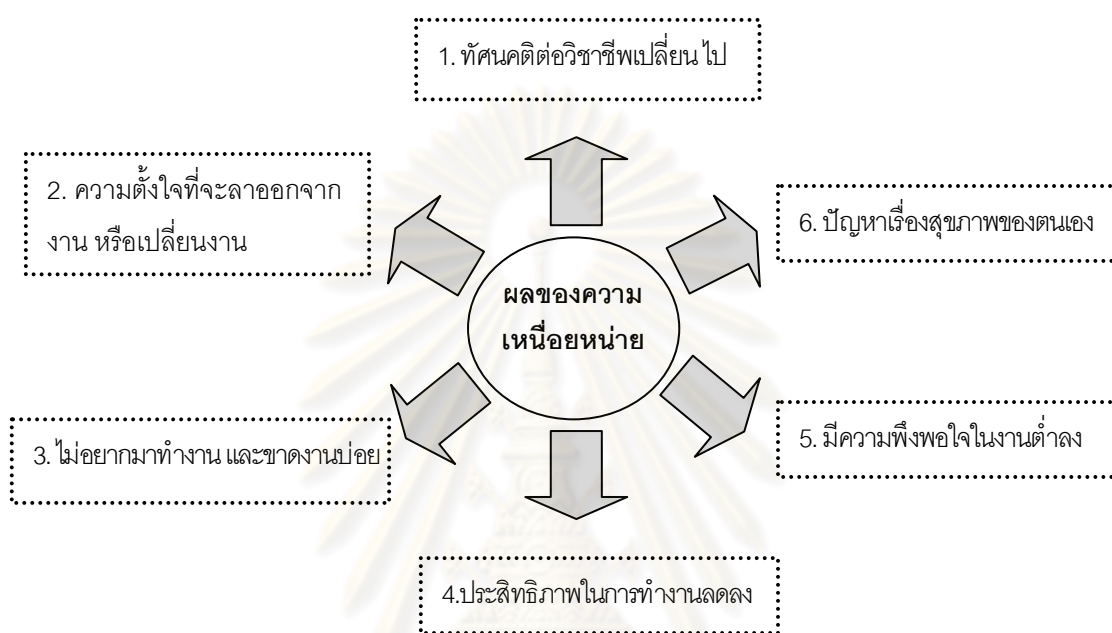 1. ทัศนคติต่อวิชาชีพเปลี่ยน ไป
2. ความตั้งใจที่จะลาออกจาก
งาน หรือเปลี่ยนงาน
6. ปัญหาเรื่องสุขภาพของตนเอง
ผลของความ
เหนื่อยหน่าย
3. ไม่อยากมาทำงาน และขาดงานบ่อย
5. มีความพึงพอใจในงานต่ำลง
4.ประสิทธิภาพในการทำงานลดลง